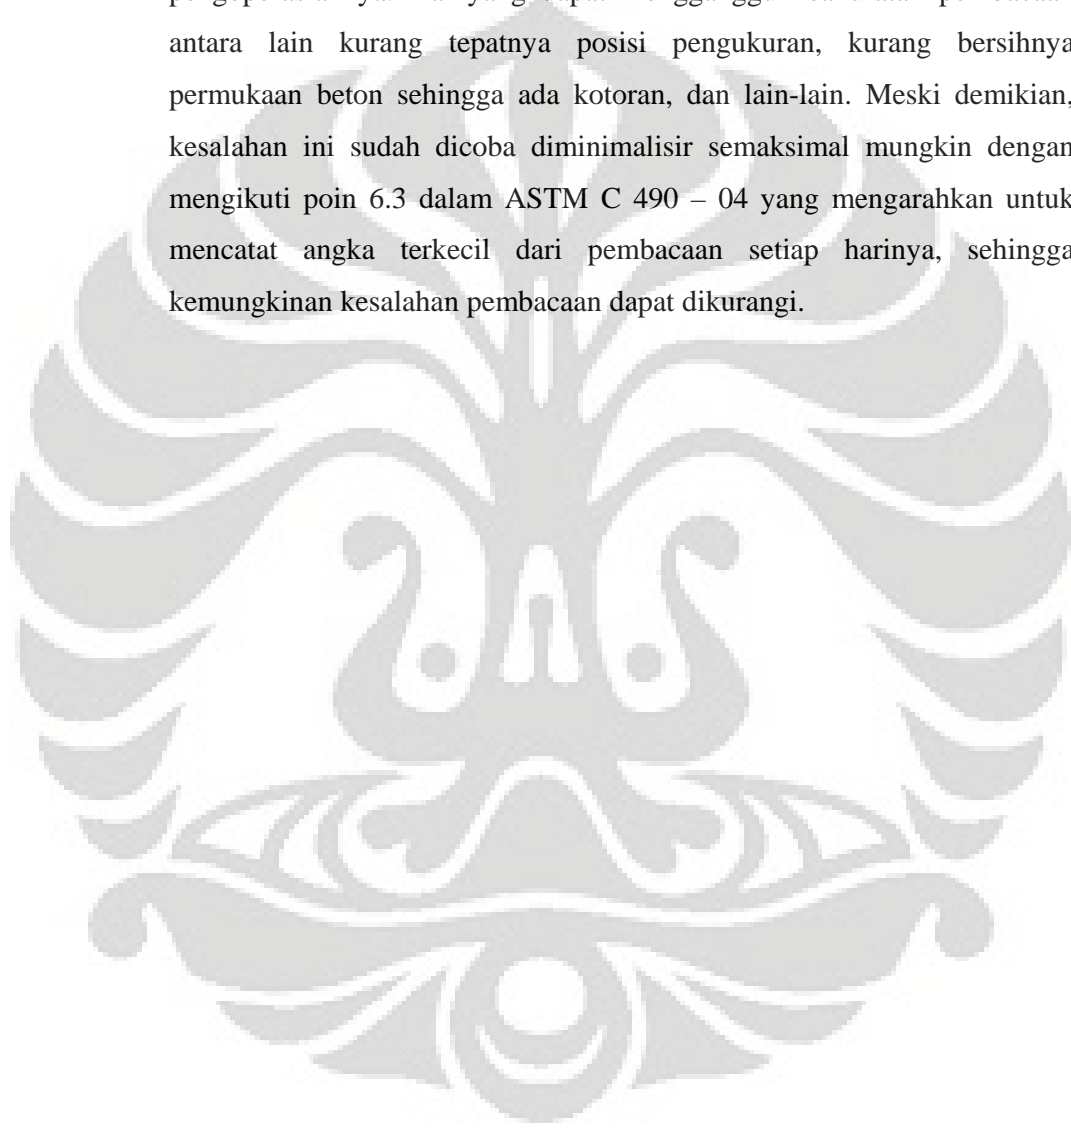 antara lain kurang tepatnya posisi pengukuran, kurang bersihnya
permukaan beton sehingga ada kotoran, dan lain-lain. Meski demikian,
kesalahan ini sudah dicoba diminimalisir semaksimal mungkin dengan
mengikuti poin 6.3 dalam ASTM C 490 – 04 yang mengarahkan untuk
mencatat angka terkecil dari pembacaan setiap harinya, sehingga
kemungkinan kesalahan pembacaan dapat dikurangi.